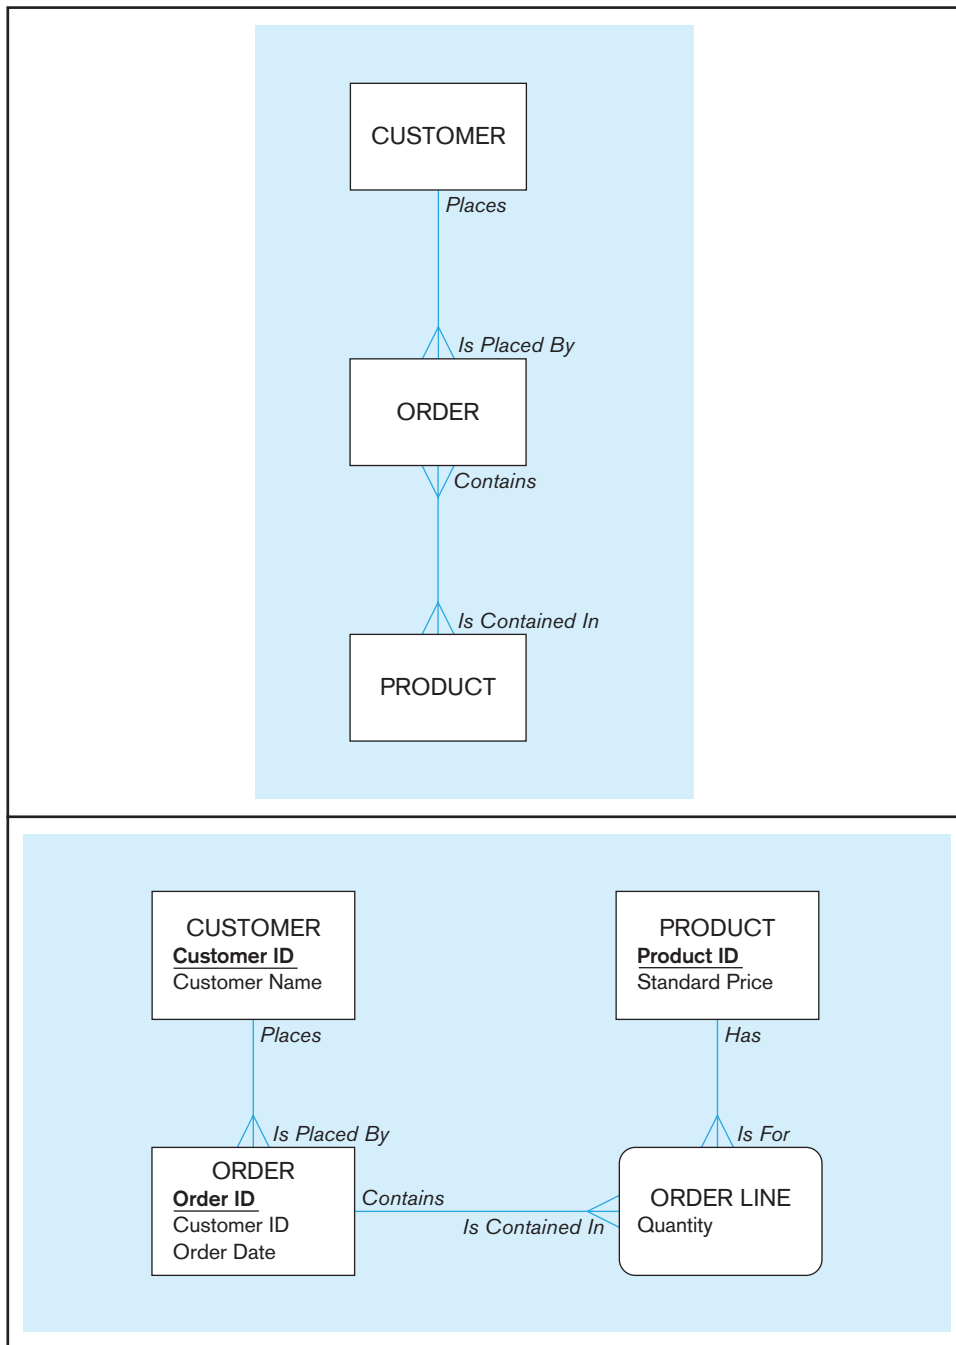 CUSTOMER
Places
Is Placed By
ORDER
Contains
Is Contained In
PRODUCT
CUSTOMER
Customer ID
Customer Name
Places
Is Placed By
ORDER
Order ID
Customer ID
Order Date
PRODUCT
Product ID
Standard Price
Has
Is For
Contains
Is Contained In
ORDER LINE
Quantity